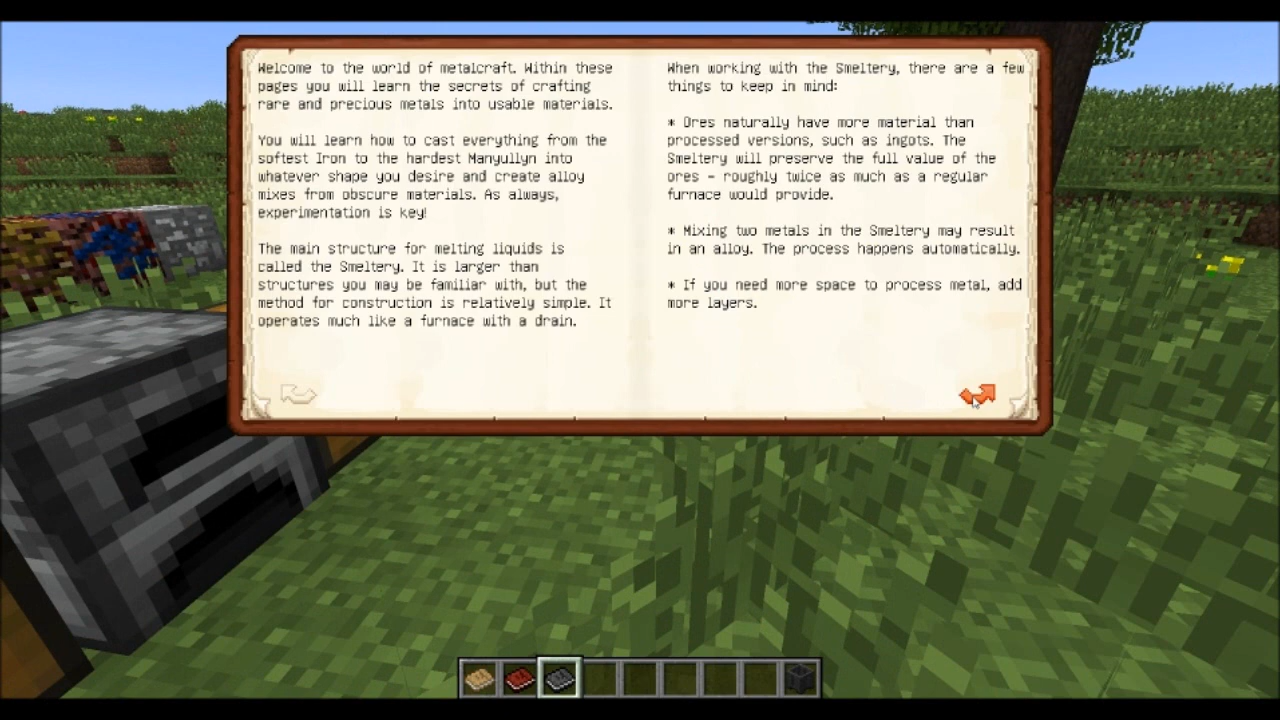 Welcome to the world of metalcraft. Within these
pages you will learn the secrets of crafting
rare and precious metals into usable materials.
You will learn how to cast everything from the
softest Iron to the hardest Manyullyn into
whatever shape you desire and create alloy
mixes from obscure materials. As always,
experimentation is key!
The main structure for melting liquids is
called the Smeltery. It is larger than
structures you may be familiar with, but the
method for construction is relatively simple. It
operates much like a furnace with a drain.
When working with the Smeltery, there are a few
things to keep in mind:
* Ores naturally have more material than
processed versions, such as ingots. The
Smeltery will preserve the full value of the
ores - roughly twice as much as a regular
furnace would provide.
* Mixing two metals in the Smeltery may result
in an alloy. The process happens automatically.
* If you need more space to process metal, add
more layers.